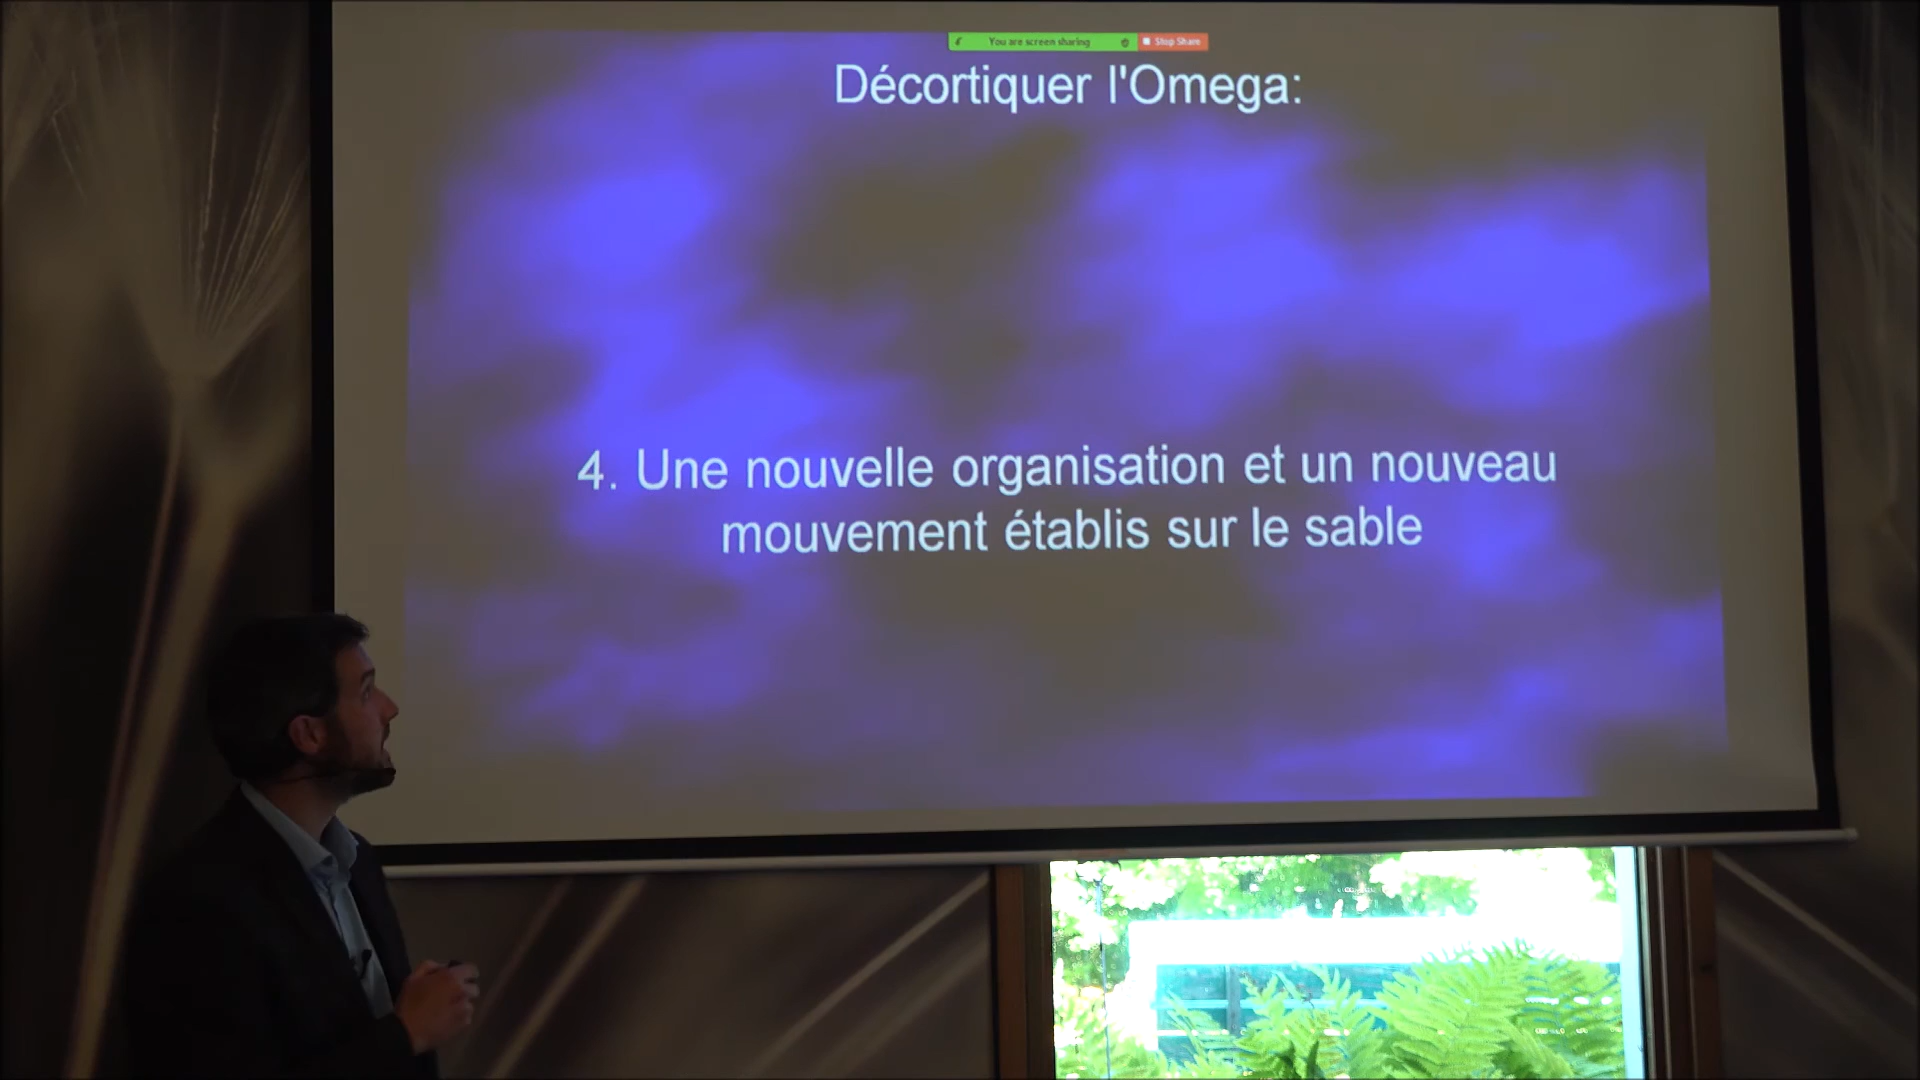 You are screen sharing
Stop Share
Décortiquer l'Omega:
4. Une nouvelle organisation et un nouveau
mouvement établis sur le sable